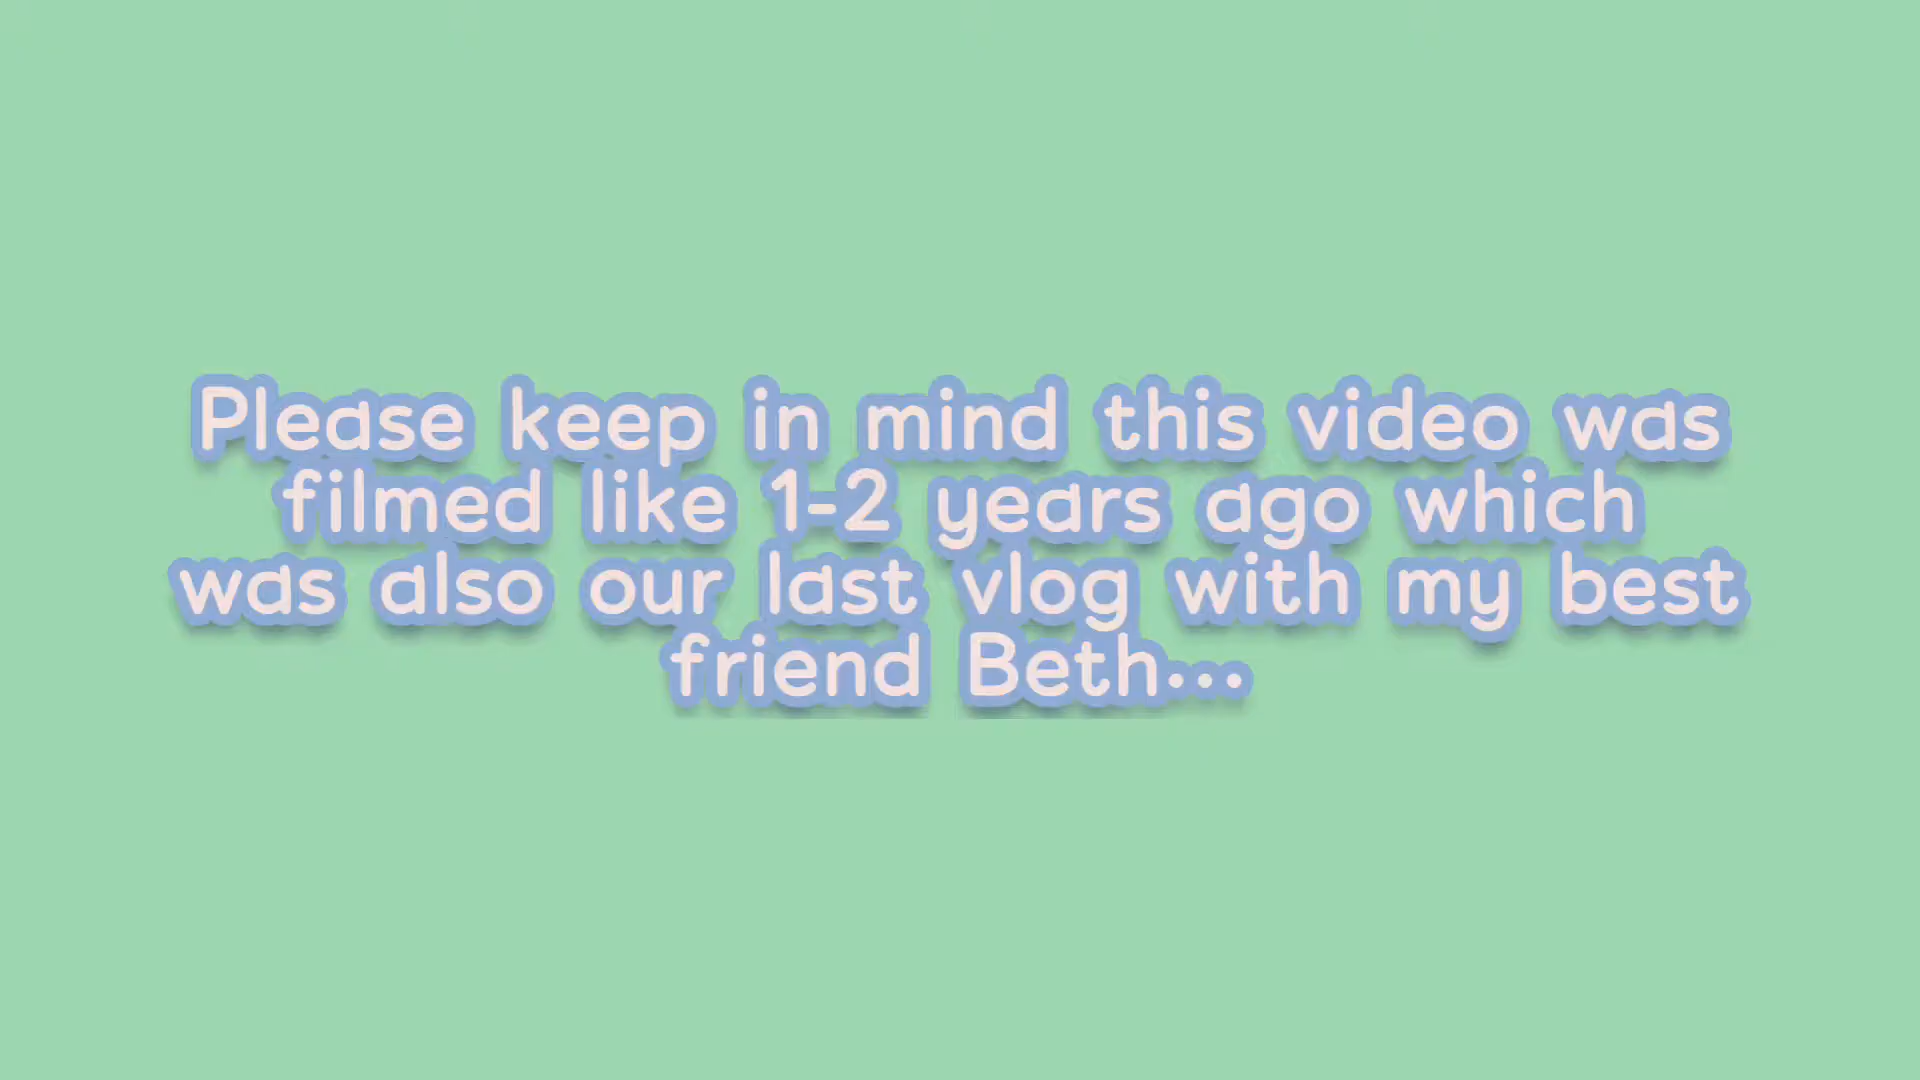 Please keep in mind this video was
filmed like 1-2 years ago which
was also our last vlog with my best
friend Beth...